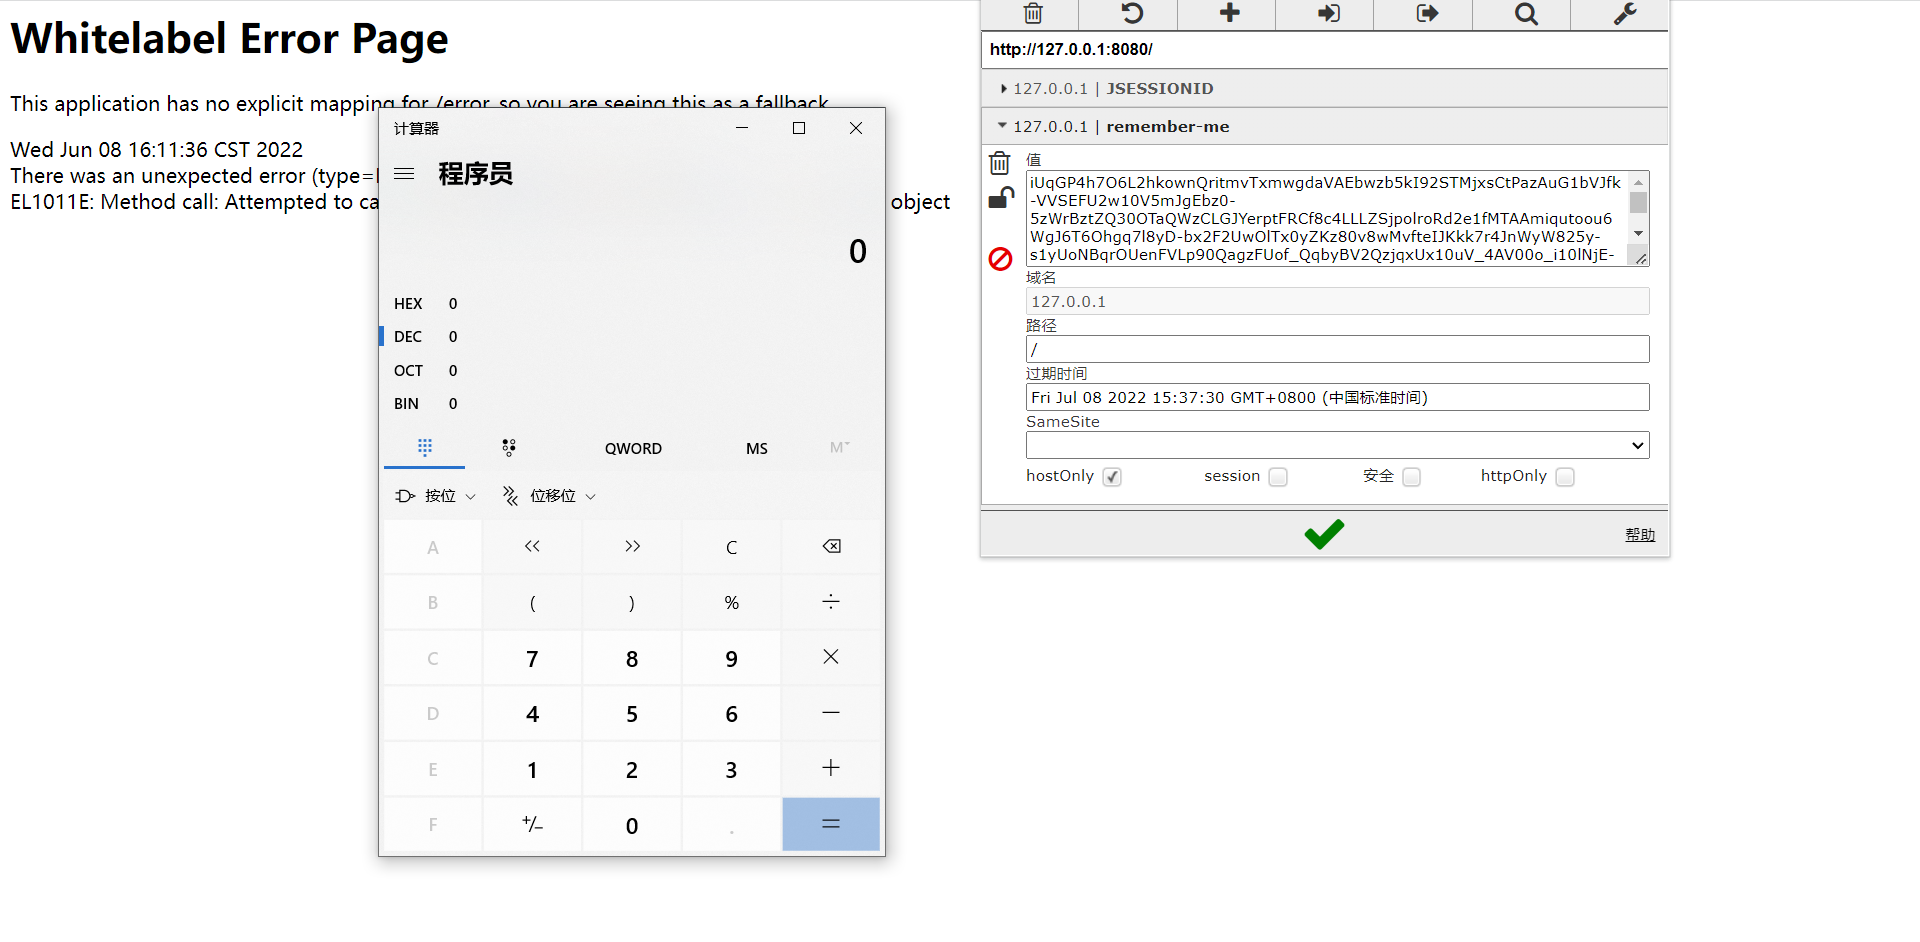 Whitelabel Error Page
This application has no explicit mapping for /error, so you are seeing this as a fallback.
Wed Jun 08 16:11:36 CST 2022
There was an unexpected error (type=
EL1011E: Method call: Attempted to ca
object
计算器
程序员
0
HEX 0
DEC 0
OCT 0
BIN 0
QWORD MS M
按位 位移位
A << >> C
B ( ) % ÷
C 7 8 9 ×
D 4 5 6 −
E 1 2 3 +
F +/− 0 . =
http://127.0.0.1:8080/
127.0.0.1 | JSESSIONID
127.0.0.1 | remember-me
值
iUqGP4h7O6L2hkownQritmvTxmwgdaVAEbwzb5kI92STMjxsCtPazAuG1bVJfk
-VVSEFU2w10V5mJgEbz0-
5zWrBztZQ30OTaQWzCLGJYerptFRCf8c4LLLZSjpolroRd2e1fMTAAmiqutoou6
WgJ6T6Ohgq7l8yD-bx2F2UwOlTx0yZKz80v8wMvfteIJKkk7r4JnWyW825y-
s1yUoNBqrOUenFVLp90QagzFUof_QqbyBV2QzjqxUx10uV_4AV00o_i10lNjE-
域名
127.0.0.1
路径
/
过期时间
Fri Jul 08 2022 15:37:30 GMT+0800 (中国标准时间)
SameSite
hostOnly session 安全 httpOnly
帮助